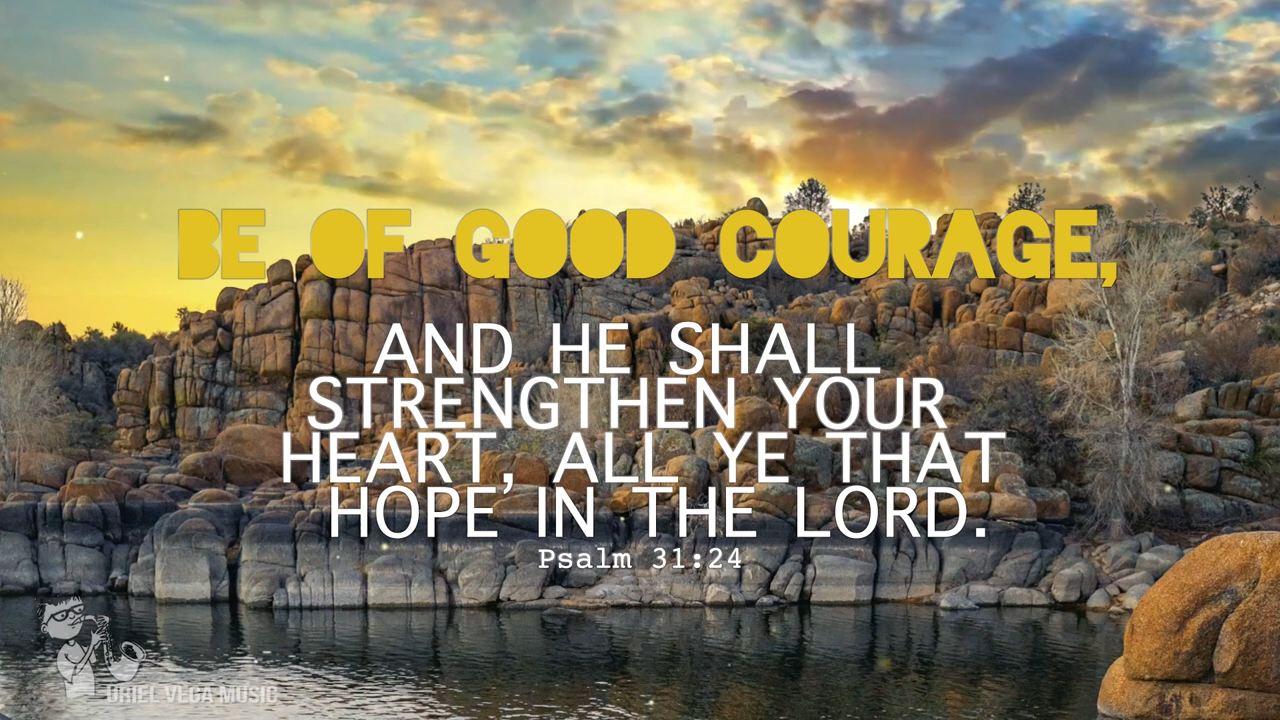 BE OF GOOD COURAGE,
AND HE SHALL
STRENGTHEN YOUR
HEART, ALL YE THAT
HOPE IN THE LORD.
Psalm 31:24
URIEL VEGA MUSIC